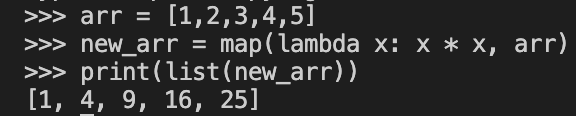 >>> arr = [1,2,3,4,5]
>>> new_arr = map(lambda x: x * x, arr)
>>> print(list(new_arr))
[1, 4, 9, 16, 25]